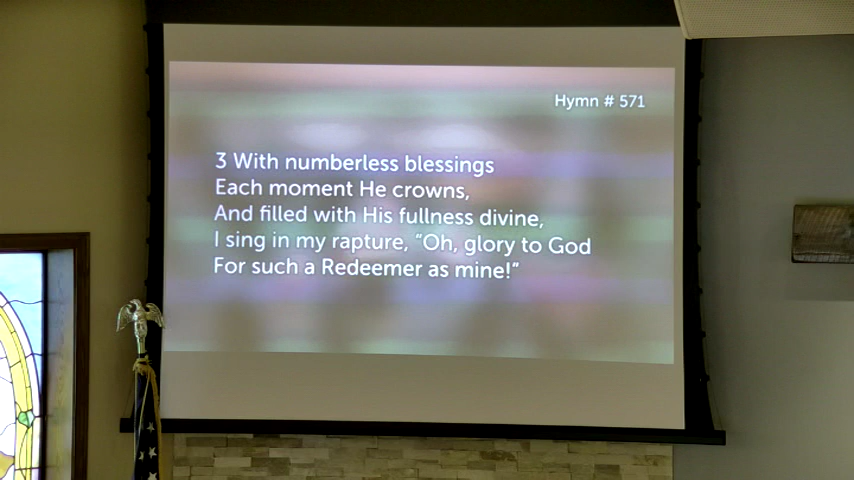 Hymn # 571
3 With numberless blessings
Each moment He crowns,
And filled with His fullness divine,
I sing in my rapture, "Oh, glory to God
For such a Redeemer as mine!"